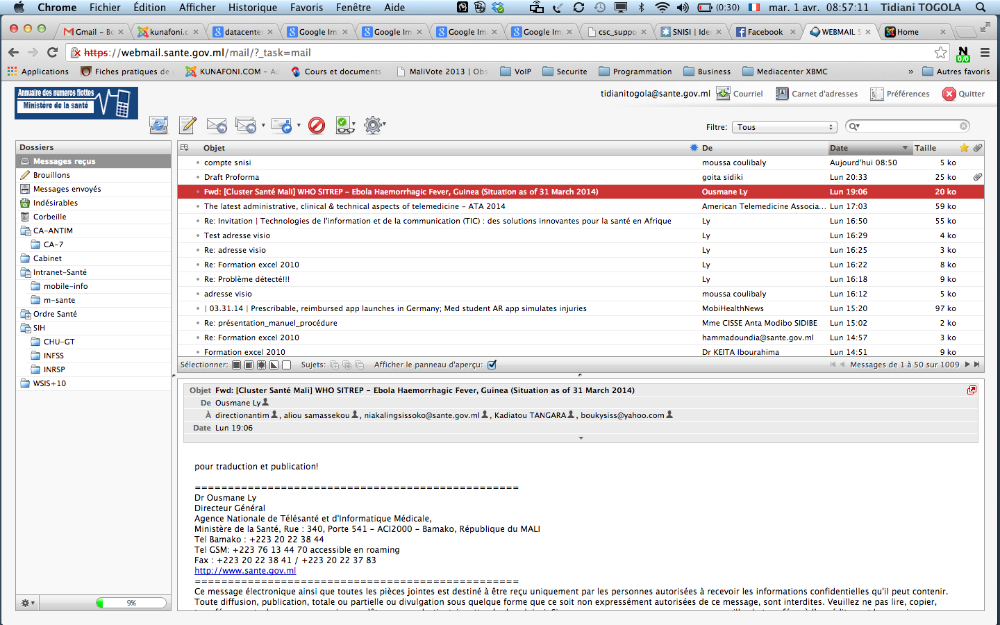 Chrome Fichier Édition Afficher Historique Favoris Fenêtre Aide (0:30) mar. 1 avr. 08:57:11 Tidiani TOGOLA
Gmail – Bo kunafoni.c datacenter Google Im Google Im Google Im Google Im csc_suppo SNISI | Ide Facebook WEBMAIL S Home
https://webmail.sante.gov.ml/mail/?_task=mail
Applications Fiches pratiques de KUNAFONI.COM – Ac Cours et documents MaliVote 2013 | Obs VoIP Securite Programmation Business Mediacenter XBMC » Autres favoris
Annuaire des numeros flottes
Ministère de la santé
tidianitogola@sante.gov.ml Courriel Carnet d'adresses Préférences Quitter
Filtre: Tous
Dossiers
Messages reçus
Brouillons
Messages envoyés
Indésirables
Corbeille
CA-ANTIM
CA-7
Cabinet
Intranet-Santé
mobile-info
m-sante
Ordre Santé
SIH
CHU-GT
INFSS
INRSP
WSIS+10
9%
Objet De Date Taille
compte snisi moussa coulibaly Aujourd'hui 08:50 5 ko
Draft Proforma goita sidiki Lun 20:33 25 ko
Fwd: [Cluster Santé Mali] WHO SITREP – Ebola Haemorrhagic Fever, Guinea (Situation as of 31 March 2014) Ousmane Ly Lun 19:06 20 ko
The latest administrative, clinical & technical aspects of telemedicine – ATA 2014 American Telemedicine Associa... Lun 17:03 59 ko
Re: Invitation | Technologies de l'information et de la communication (TIC) : des solutions innovantes pour la santé en Afrique Ly Lun 16:50 55 ko
Test adresse visio Ly Lun 16:29 4 ko
Re: adresse visio Ly Lun 16:25 3 ko
Re: Formation excel 2010 Ly Lun 16:22 8 ko
Re: Problème détecté!!! Ly Lun 16:18 9 ko
adresse visio moussa coulibaly Lun 16:12 5 ko
| 03.31.14 | Prescribable, reimbursed app launches in Germany; Med student AR app simulates injuries MobiHealthNews Lun 15:20 97 ko
Re: présentation_manuel_procédure Mme CISSE Anta Modibo SIDIBE Lun 15:02 2 ko
Re: Formation excel 2010 hammadoundia@sante.gov.ml Lun 14:57 3 ko
Formation excel 2010 Dr KEITA Ibourahima Lun 14:51 9 ko
Sélectionner: Sujets: Afficher le panneau d'aperçu: Messages de 1 à 50 sur 1009
Objet Fwd: [Cluster Santé Mali] WHO SITREP – Ebola Haemorrhagic Fever, Guinea (Situation as of 31 March 2014)
De Ousmane Ly
À directionantim, aliou samassekou, niakalingsissoko@sante.gov.ml, Kadiatou TANGARA, boukysiss@yahoo.com
Date Lun 19:06
pour traduction et publication!
==================================================
Dr Ousmane Ly
Directeur Général
Agence Nationale de Télésanté et d'Informatique Médicale,
Ministère de la Santé, Rue : 340, Porte 541 – ACI2000 – Bamako, République du MALI
Tel Bamako : +223 20 22 38 44
Tel GSM: +223 76 13 44 70 accessible en roaming
Fax : +223 20 22 38 41 / +223 20 22 37 83
http://www.sante.gov.ml
==================================================
Ce message électronique ainsi que toutes les pièces jointes est destiné à être reçu uniquement par les personnes autorisées à recevoir les informations confidentielles qu'il peut contenir.
Toute diffusion, publication, totale ou partielle ou divulgation sous quelque forme que ce soit non expressément autorisées de ce message, sont interdites. Veuillez ne pas lire, copier,